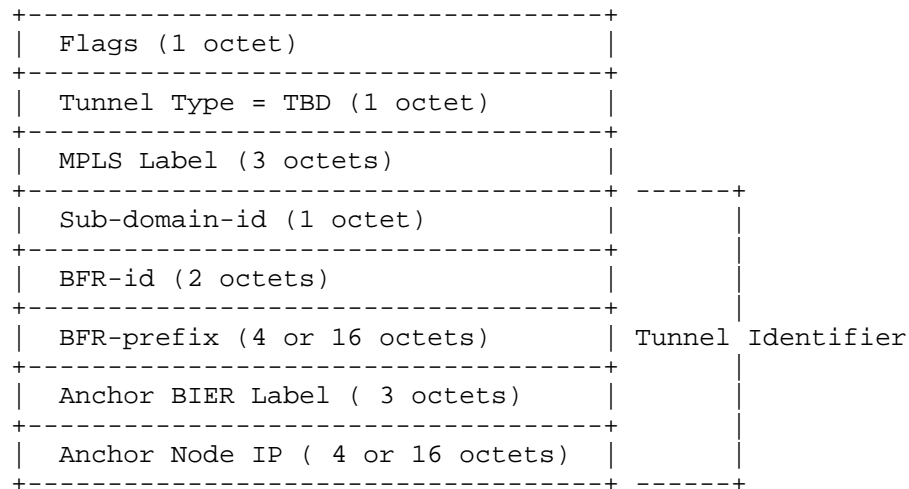 Flags (1 octet)
Tunnel Type = TBD (1 octet)
MPLS Label (3 octets)
Sub-domain-id (1 octet)
BFR-id (2 octets)
BFR-prefix (4 or 16 octets) Tunnel Identifier
Anchor BIER Label ( 3 octets)
Anchor Node IP ( 4 or 16 octets)